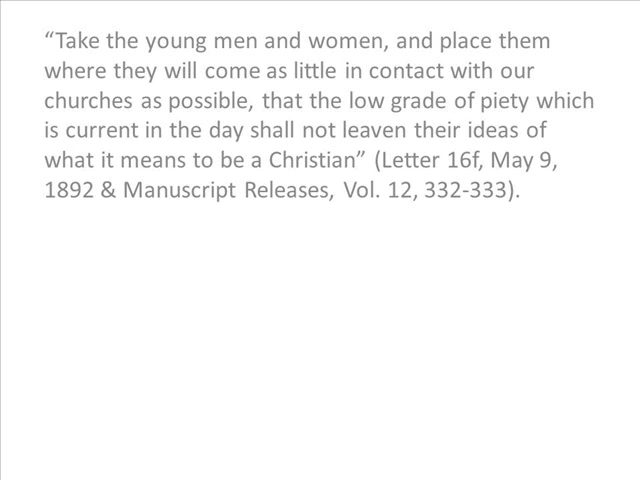 “Take the young men and women, and place them
where they will come as little in contact with our
churches as possible, that the low grade of piety which
is current in the day shall not leaven their ideas of
what it means to be a Christian” (Letter 16f, May 9,
1892 & Manuscript Releases, Vol. 12, 332-333).